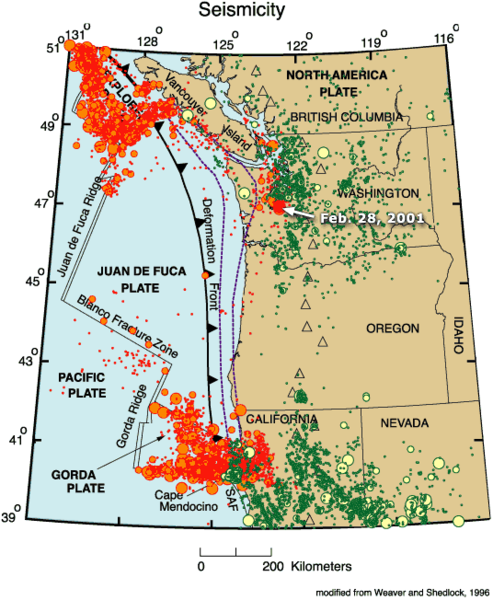 Seismicity
51° 131° 128 125 122 119 116
49°
47°
45°
43°
41°
39°
EXPLORER
Vancouver
Island
NORTH AMERICA
PLATE
BRITISH COLUMBIA
WASHINGTON
Feb. 28, 2001
Juan de Fuca Ridge
Deformation
Front
JUAN DE FUCA
PLATE
OREGON
IDAHO
Blanco Fracture Zone
PACIFIC
PLATE
Gorda Ridge
CALIFORNIA
NEVADA
GORDA
PLATE
Cape
Mendocino
SAF
0 200 Kilometers
modified from Weaver and Shedlock, 1996